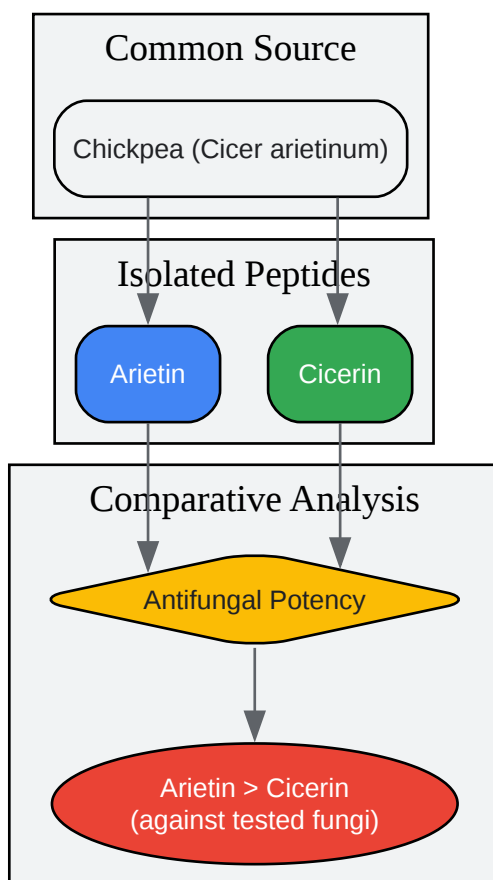 Common Source
Chickpea (Cicer arietinum)
Isolated Peptides
Arietin
Cicerin
Comparative Analysis
Antifungal Potency
Arietin > Cicerin
(against tested fungi)